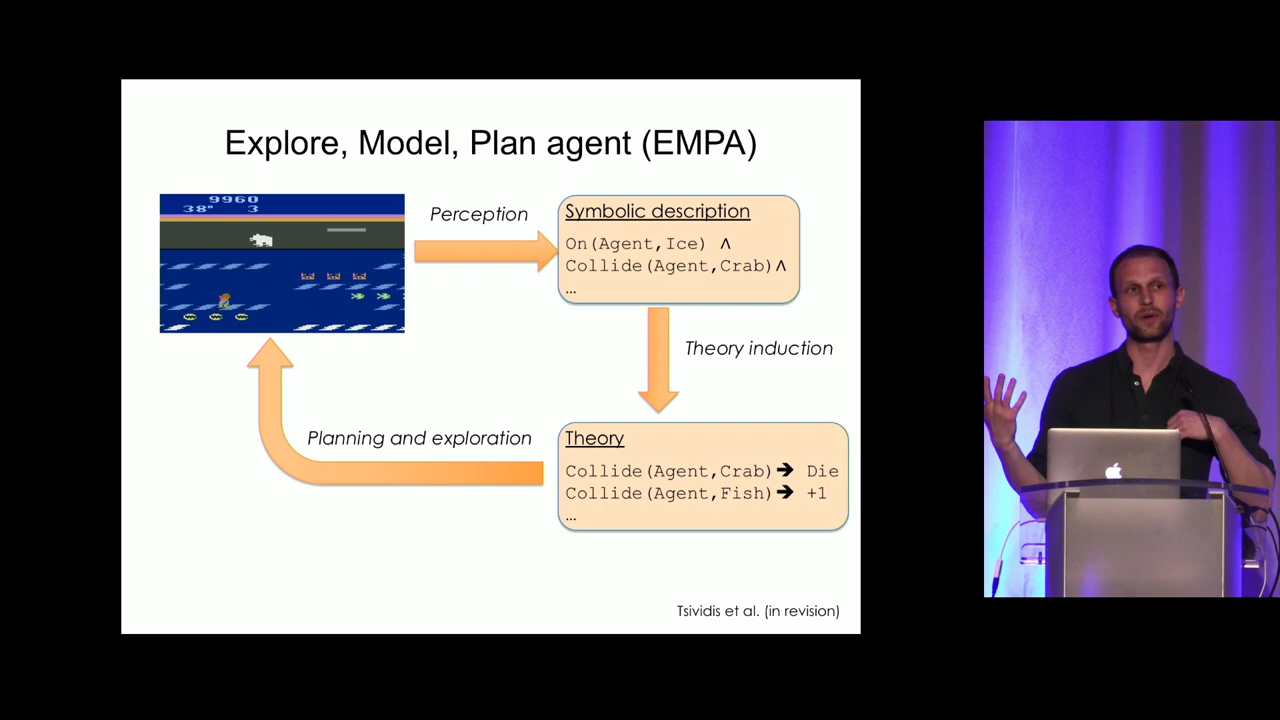 Explore, Model, Plan agent (EMPA)
9960
38° 3
Perception
Symbolic description
On(Agent,Ice) ∧
Collide(Agent,Crab)∧
…
Theory induction
Planning and exploration
Theory
Collide(Agent,Crab)➔ Die
Collide(Agent,Fish)➔ +1
…
Tsividis et al. (in revision)